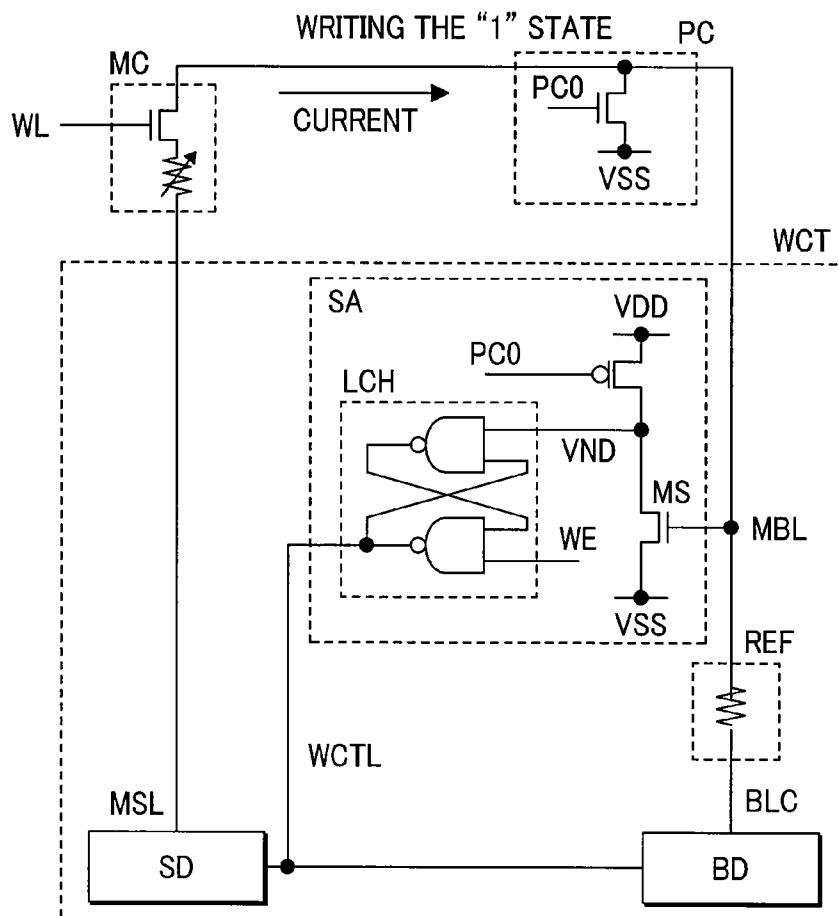 WRITING THE “1” STATE
PC
MC
PC0
WL
CURRENT
VSS
WCT
SA
VDD
PC0
LCH
VND
MS
WE
MBL
VSS
REF
WCTL
MSL
BLC
SD
BD